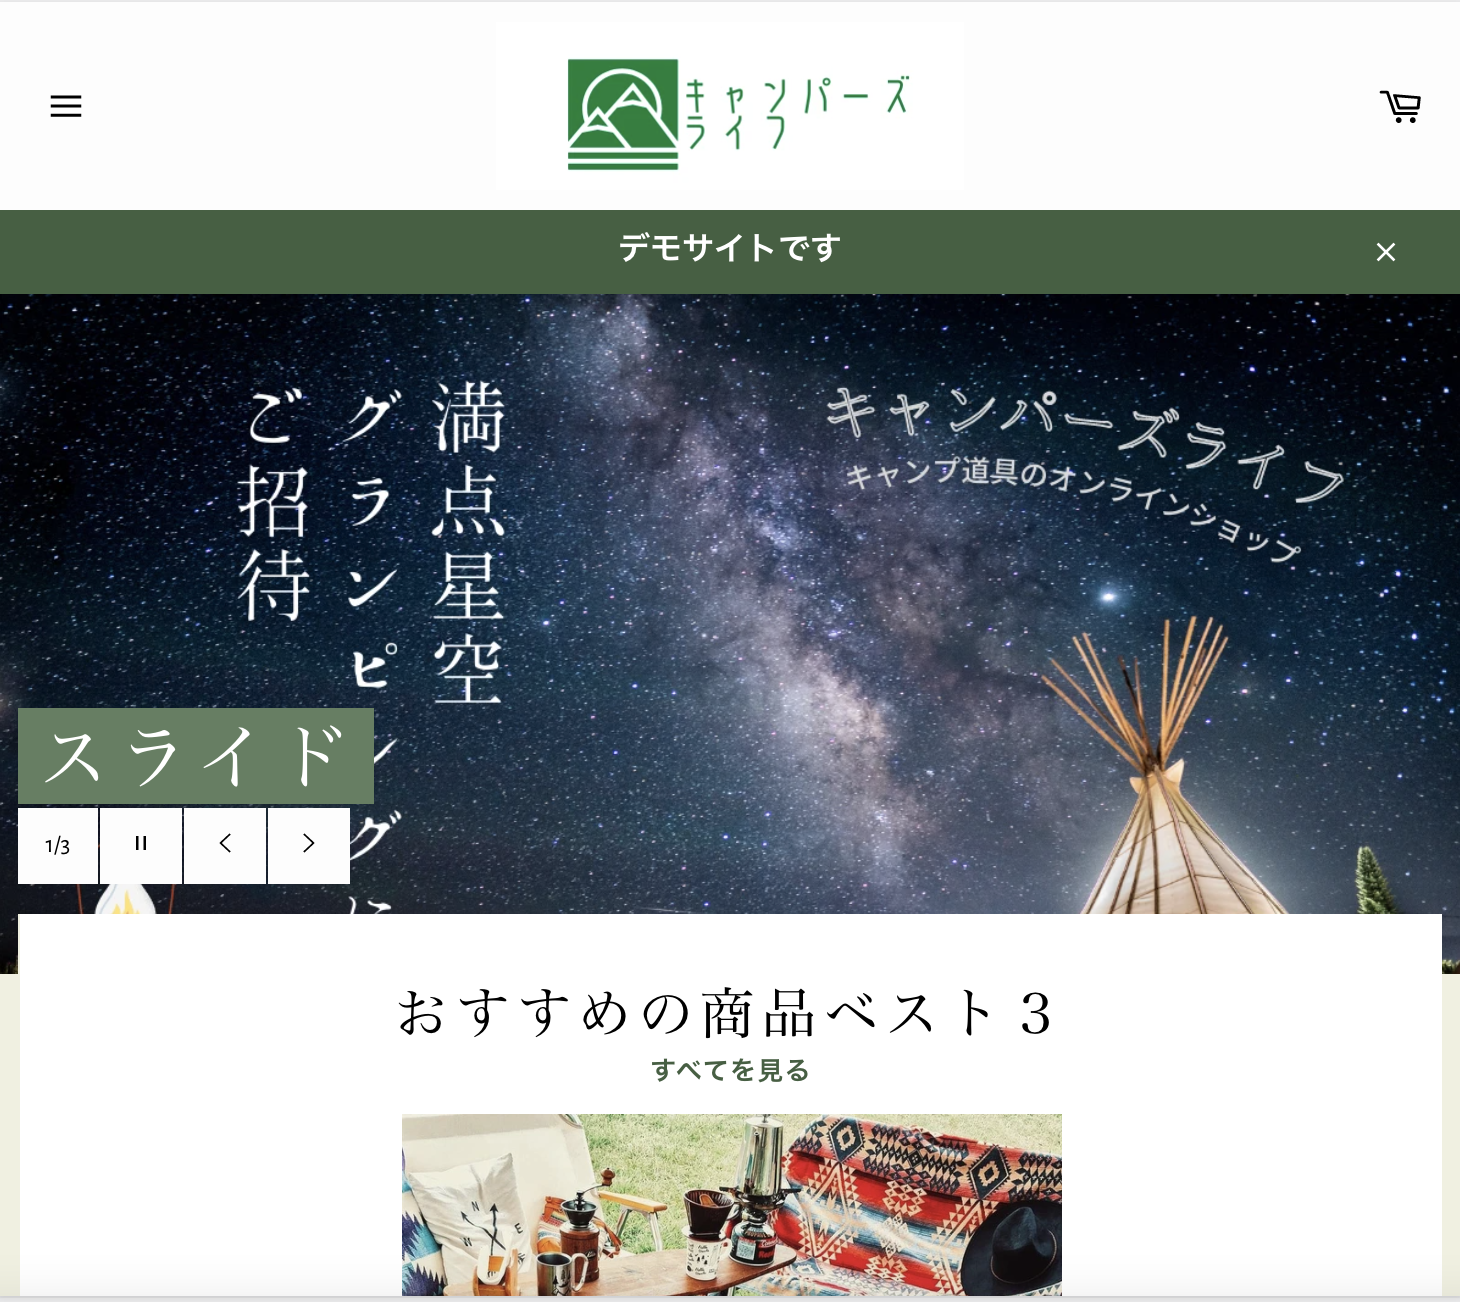 キャンパーズ
ライフ
デモサイトです
満点星空
グランピングに
ご招待
キャンパーズライフ
キャンプ道具のオンラインショップ
スライド
1/3
おすすめの商品ベスト３
すべてを見る
N
E